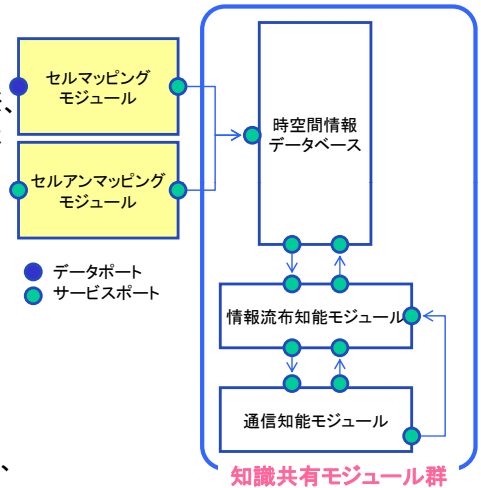 セルマッピング
モジュール
セルアンマッピング
モジュール
時空間情報
データベース
データポート
サービスポート
情報流布知能モジュール
通信知能モジュール
、
知識共有モジュール群